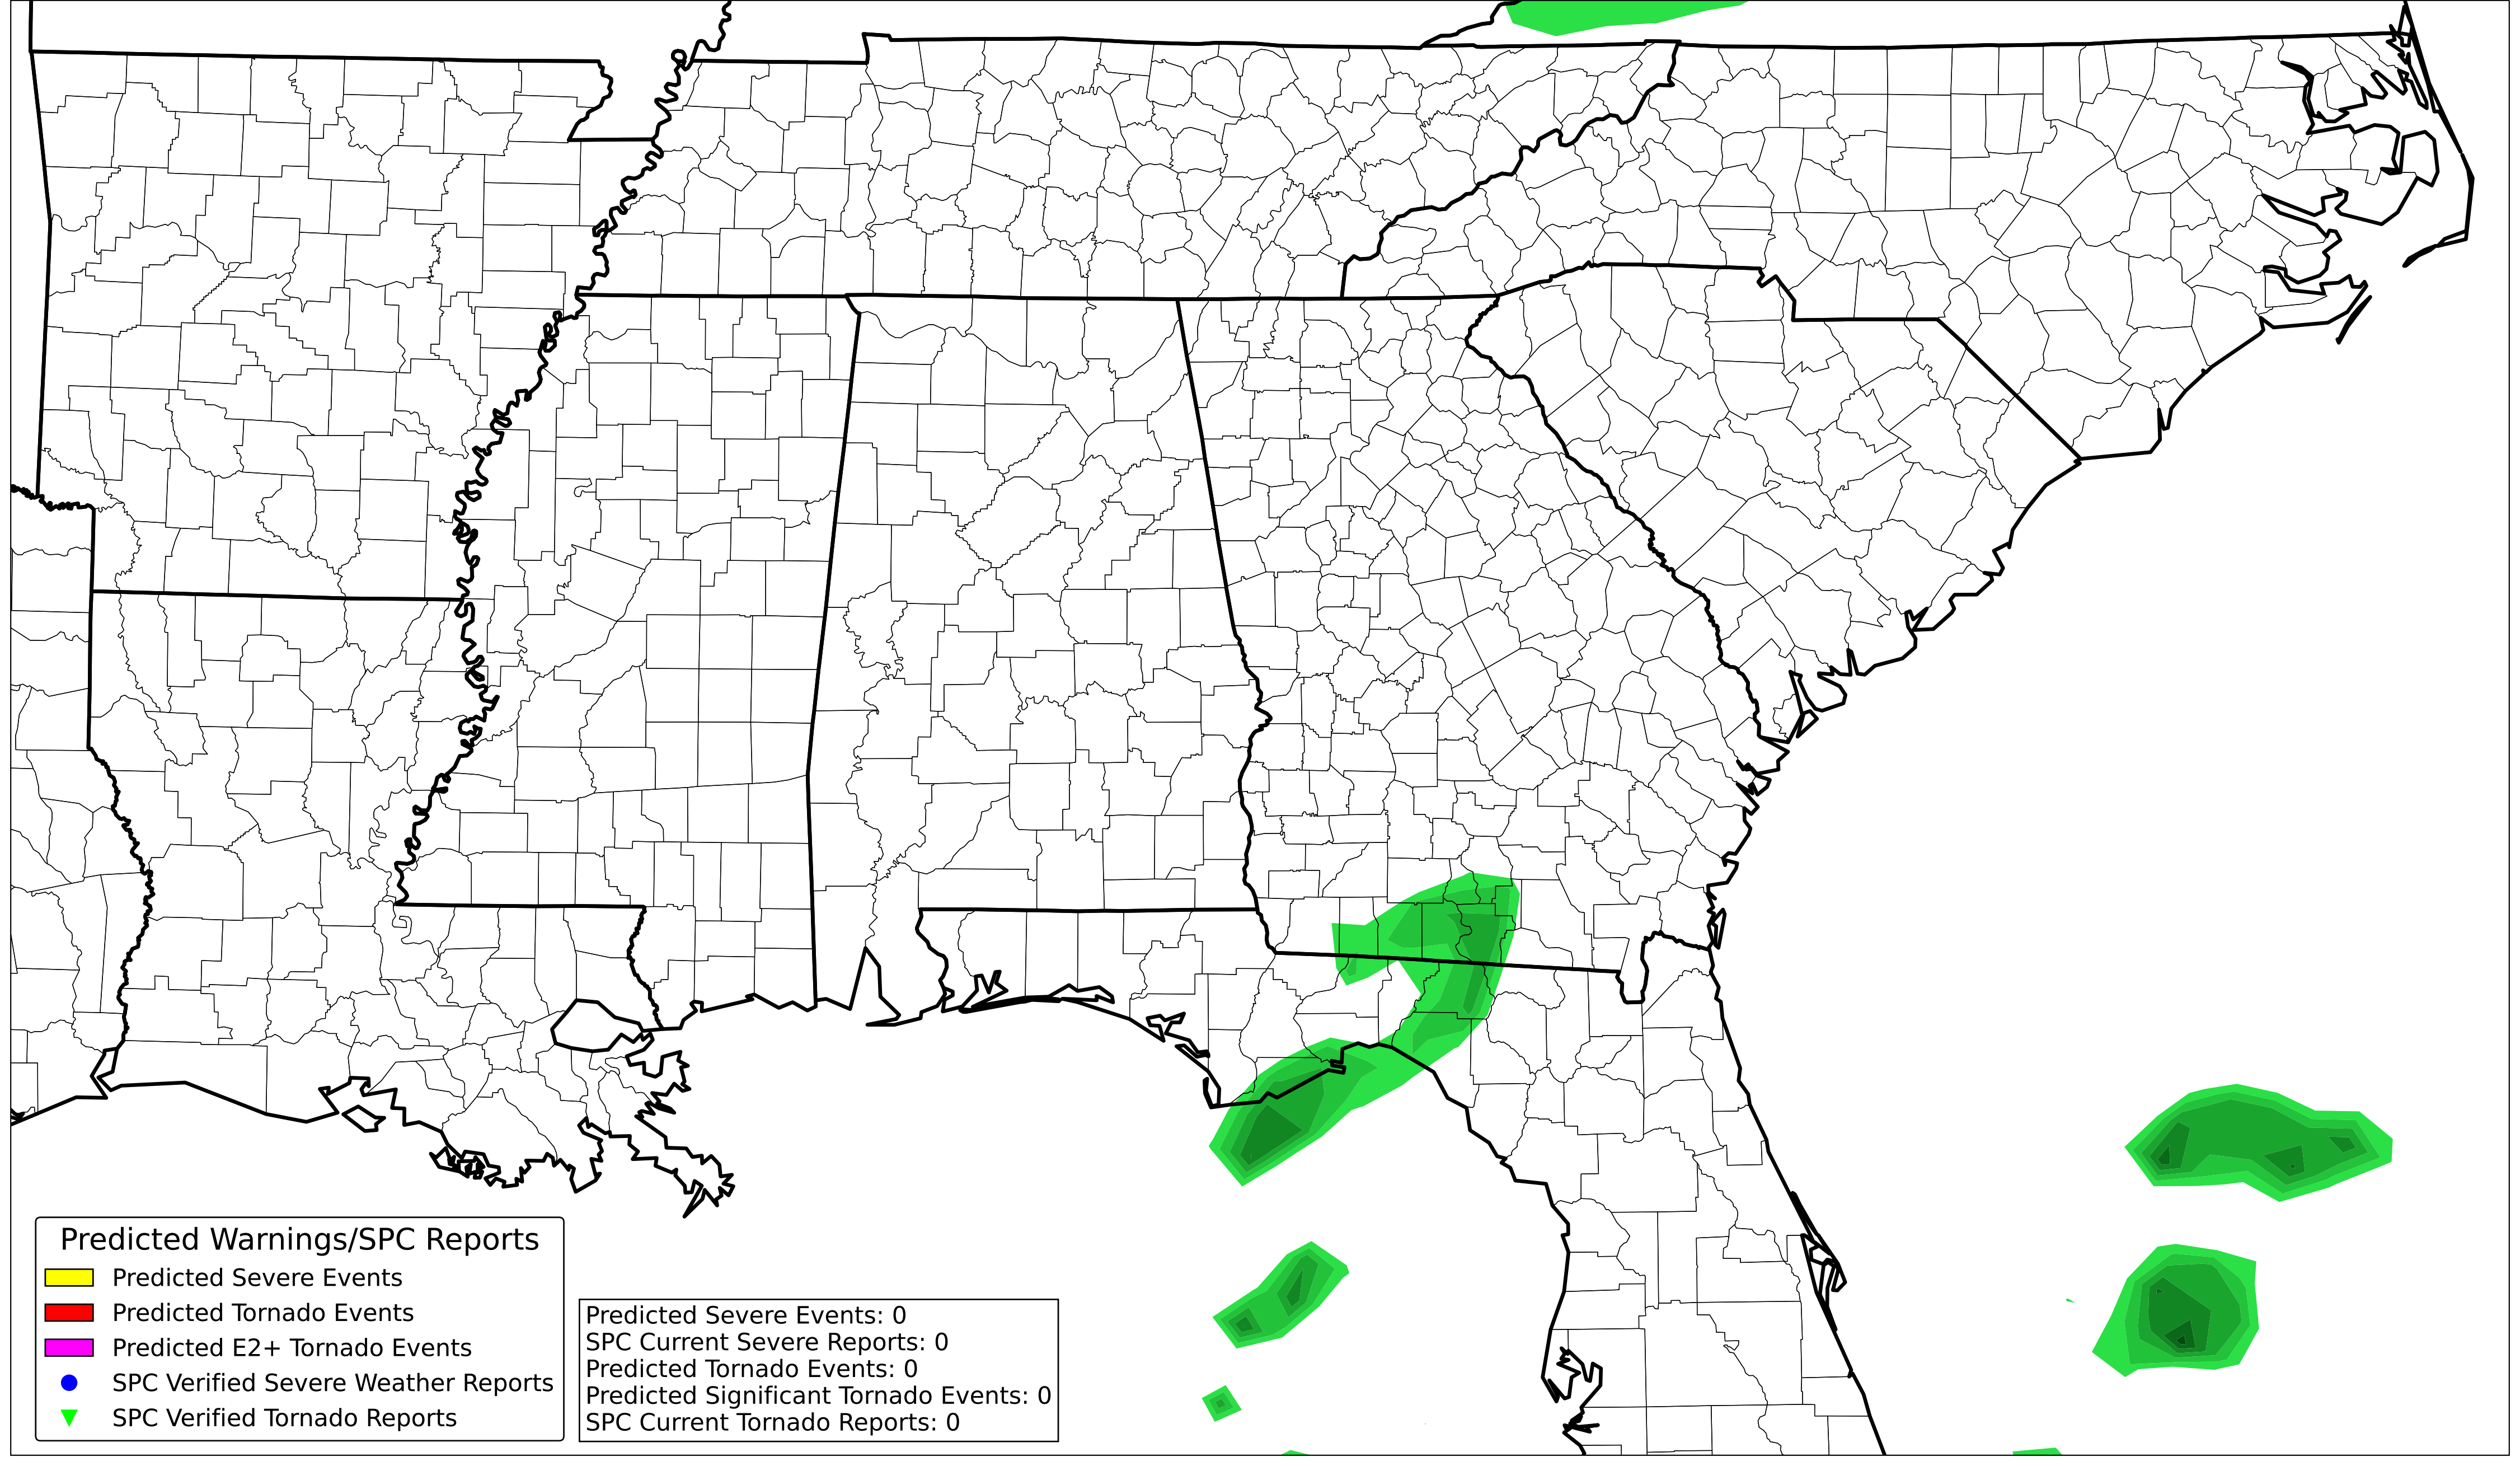 Predicted Warnings/SPC Reports
Predicted Severe Events
Predicted Tornado Events
Predicted E2+ Tornado Events
SPC Verified Severe Weather Reports
SPC Verified Tornado Reports
Predicted Severe Events: 0
SPC Current Severe Reports: 0
Predicted Tornado Events: 0
Predicted Significant Tornado Events: 0
SPC Current Tornado Reports: 0